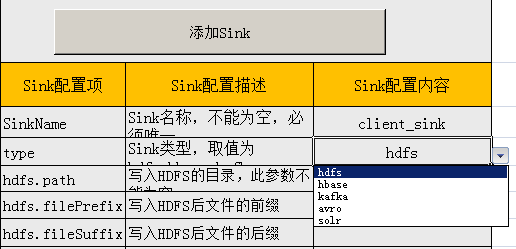 添加Sink
Sink配置项 Sink配置描述 Sink配置内容
SinkName Sink名称，不能为空，必 client_sink
须唯一
type Sink类型，取值为 hdfs
hdfs.path 写入HDFS的目录，此参数不
hdfs
hbase
kafka
avro
solr
hdfs.filePrefix 写入HDFS后文件的前缀
hdfs.fileSuffix 写入HDFS后文件的后缀